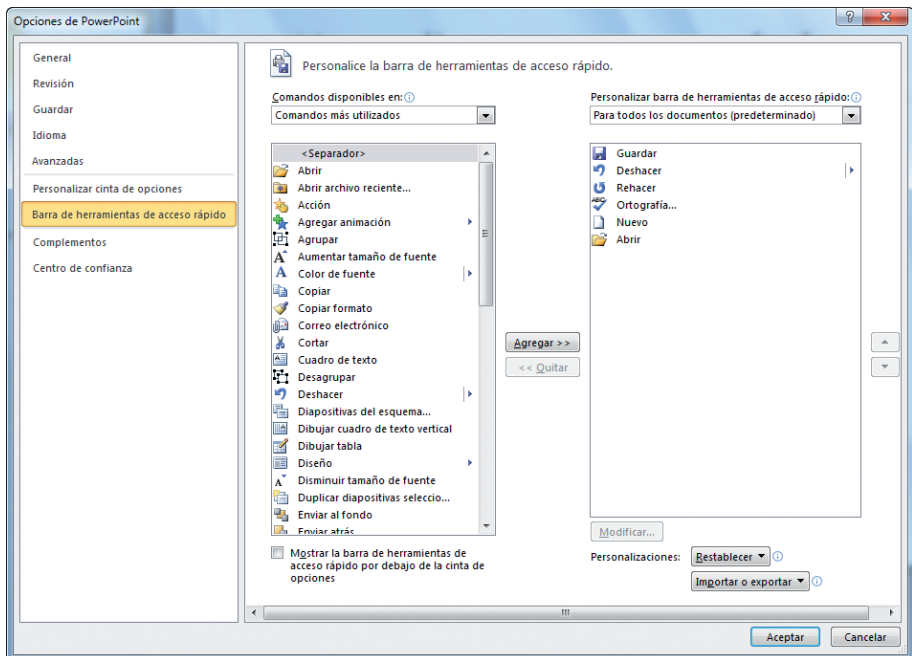 Opciones de PowerPoint
General
Revisión
Guardar
Idioma
Avanzadas
Personalizar cinta de opciones
Barra de herramientas de acceso rápido
Complementos
Centro de confianza
Personalice la barra de herramientas de acceso rápido.
Comandos disponibles en:
Comandos más utilizados
<Separador>
Abrir
Abrir archivo reciente...
Acción
Agregar animación
Agrupar
Aumentar tamaño de fuente
Color de fuente
Copiar
Copiar formato
Correo electrónico
Cortar
Cuadro de texto
Desagrupar
Deshacer
Diapositivas del esquema...
Dibujar cuadro de texto vertical
Dibujar tabla
Diseño
Disminuir tamaño de fuente
Duplicar diapositivas seleccio...
Enviar al fondo
Enviar atrás
Mostrar la barra de herramientas de
acceso rápido por debajo de la cinta de
opciones
Agregar >>
<< Quitar
Personalizar barra de herramientas de acceso rápido:
Para todos los documentos (predeterminado)
Guardar
Deshacer
Rehacer
Ortografía...
Nuevo
Abrir
Modificar...
Personalizaciones:
Restablecer
Importar o exportar
Aceptar
Cancelar